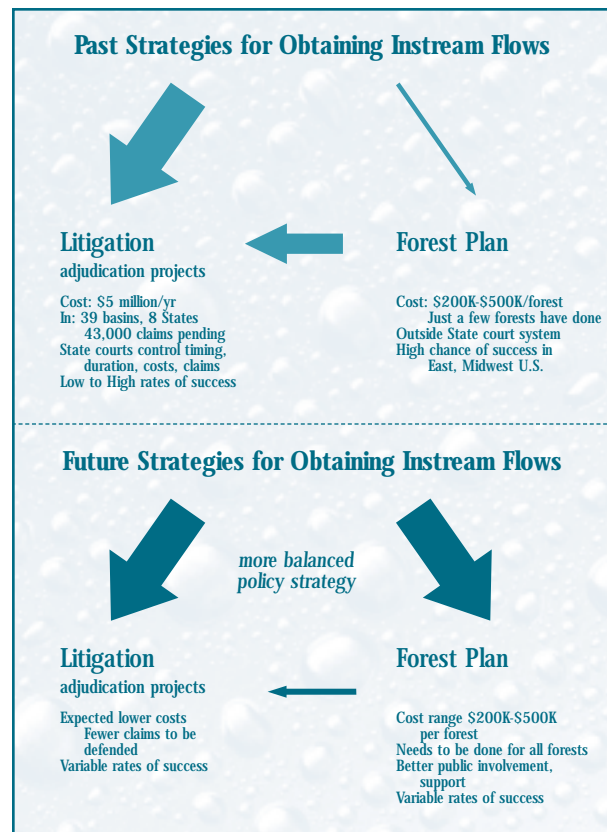 Past Strategies for Obtaining Instream Flows
Litigation
adjudication projects
Cost: $5 million/yr
In: 39 basins, 8 States
43,000 claims pending
State courts control timing,
duration, costs, claims
Low to High rates of success
Forest Plan
Cost: $200K-$500K/forest
Just a few forests have done
Outside State court system
High chance of success in
East, Midwest U.S.
Future Strategies for Obtaining Instream Flows
more balanced
policy strategy
Litigation
adjudication projects
Expected lower costs
Fewer claims to be
defended
Variable rates of success
Forest Plan
Cost range $200K-$500K
per forest
Needs to be done for all forests
Better public involvement,
support
Variable rates of success